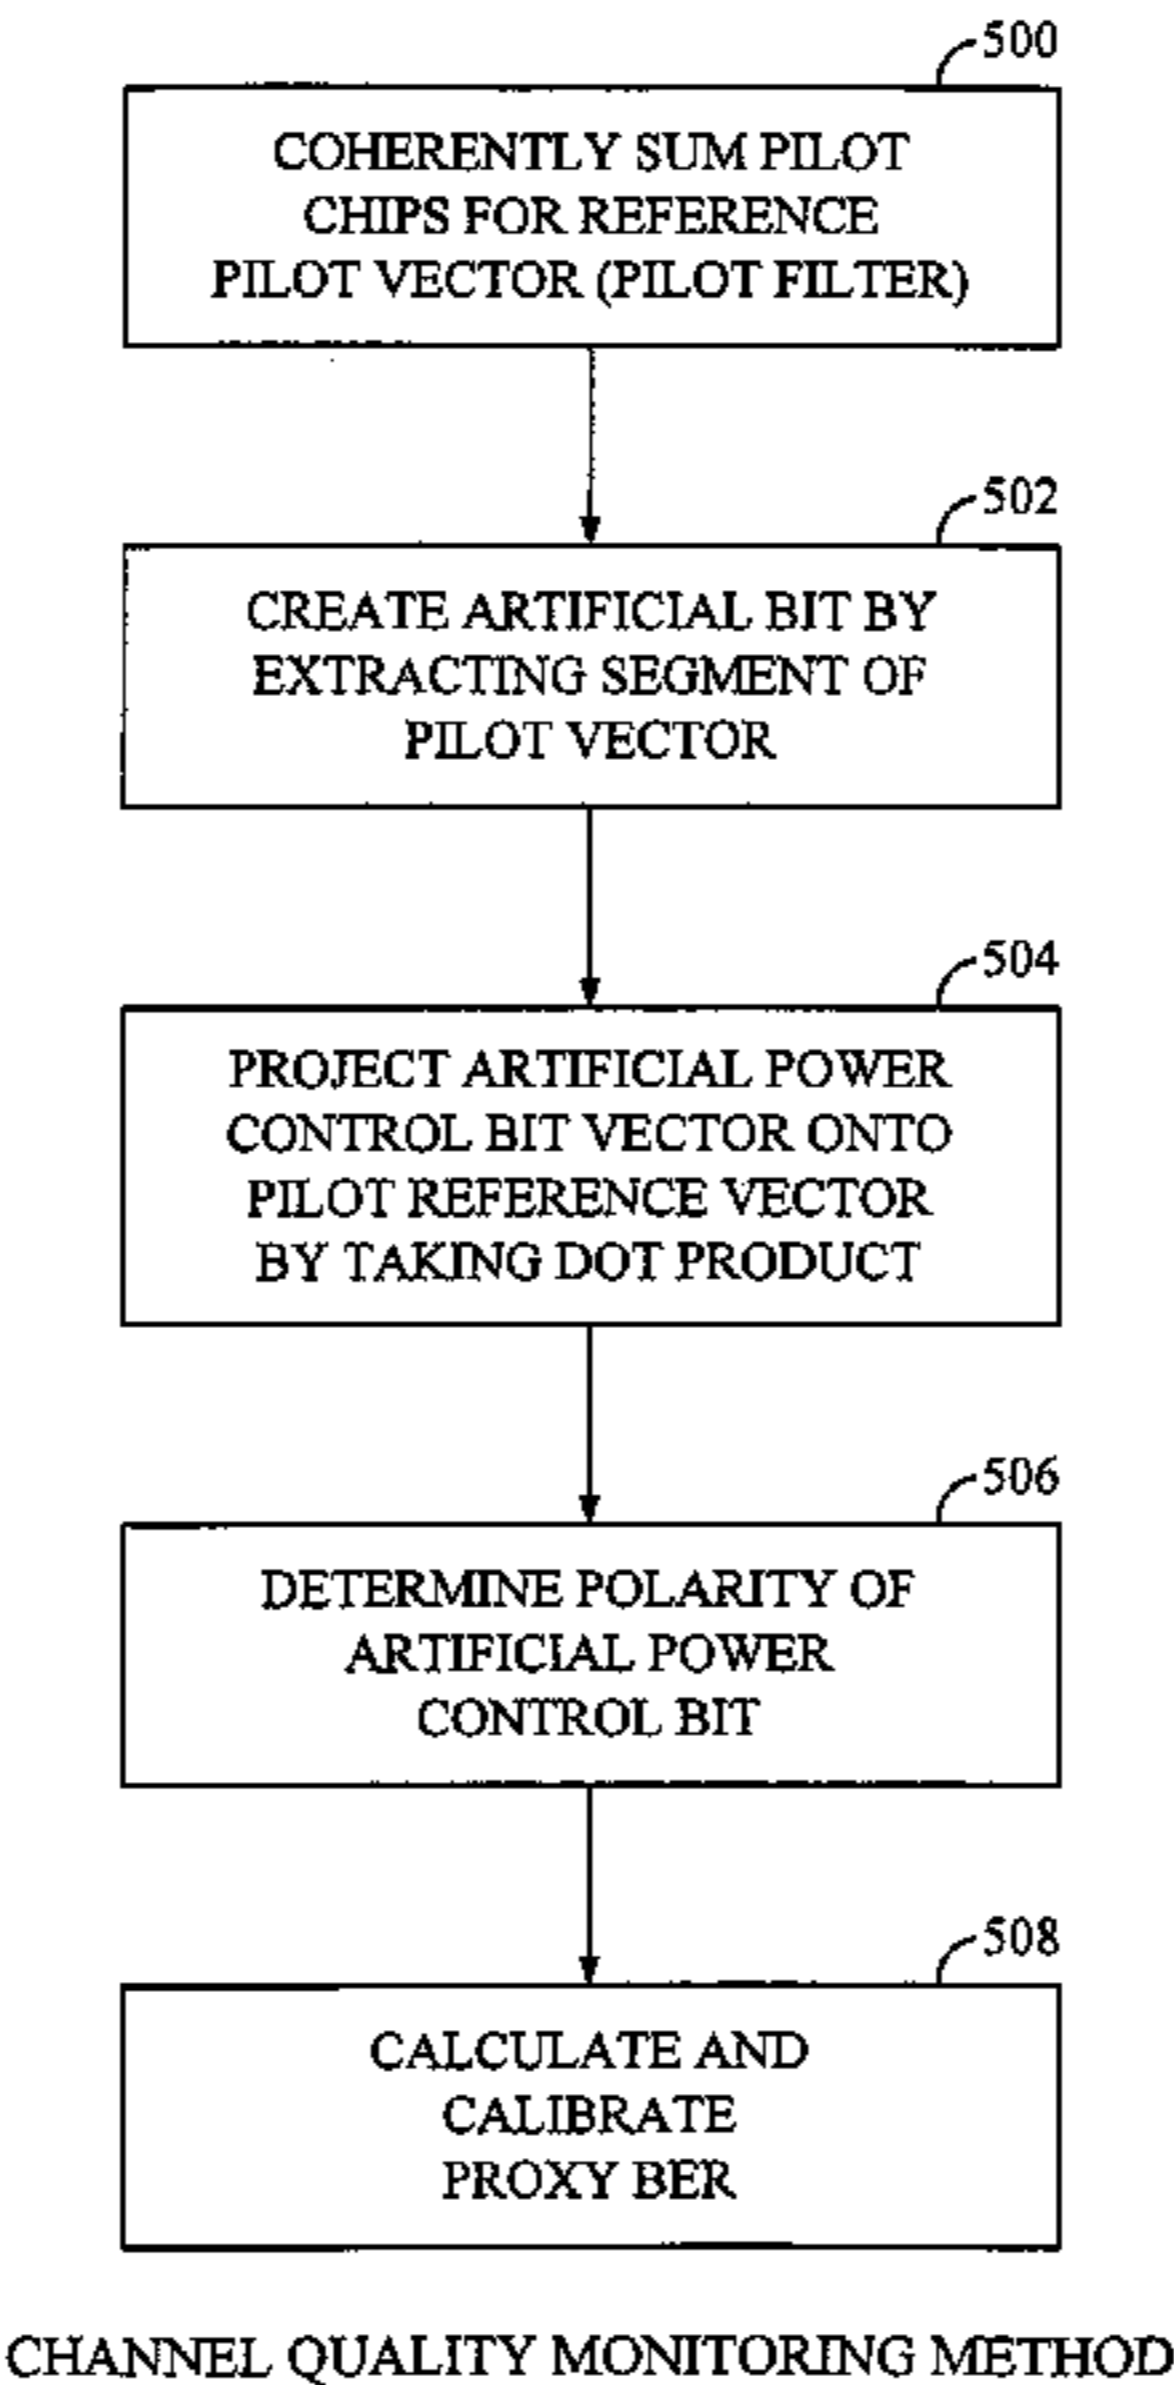 500
COHERENTLY SUM PILOT
CHIPS FOR REFERENCE
PILOT VECTOR (PILOT FILTER)
502
CREATE ARTIFICIAL BIT BY
EXTRACTING SEGMENT OF
PILOT VECTOR
504
PROJECT ARTIFICIAL POWER
CONTROL BIT VECTOR ONTO
PILOT REFERENCE VECTOR
BY TAKING DOT PRODUCT
506
DETERMINE POLARITY OF
ARTIFICIAL POWER
CONTROL BIT
508
CALCULATE AND
CALIBRATE
PROXY BER
CHANNEL QUALITY MONITORING METHOD